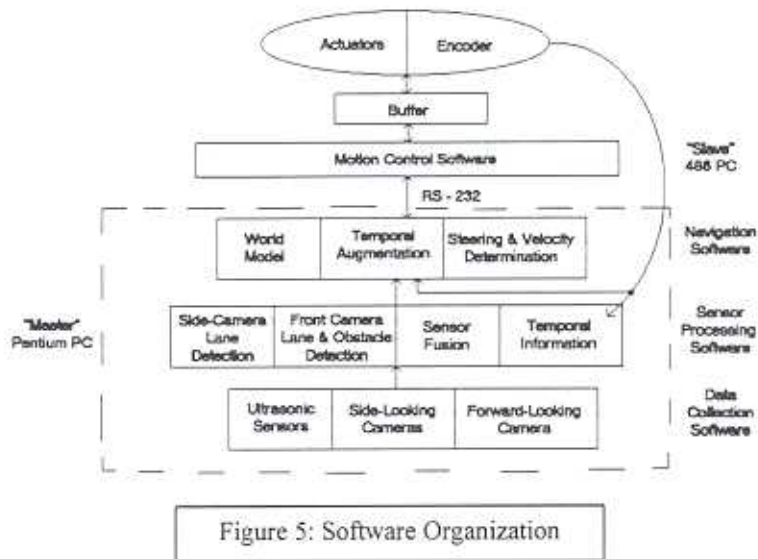 Actuators
Encoder
Buffer
Motion Control Software
"Slave"
486 PC
RS - 232
World
Model
Temporal
Augmentation
Steering & Velocity
Determination
Navigation
Software
"Master"
Pentium PC
Side-Camera
Lane
Detection
Front Camera
Lane & Obstacle
Detection
Sensor
Fusion
Temporal
Information
Sensor
Processing
Software
Ultrasonic
Sensors
Side-Looking
Cameras
Forward-Looking
Camera
Data
Collection
Software
Figure 5: Software Organization